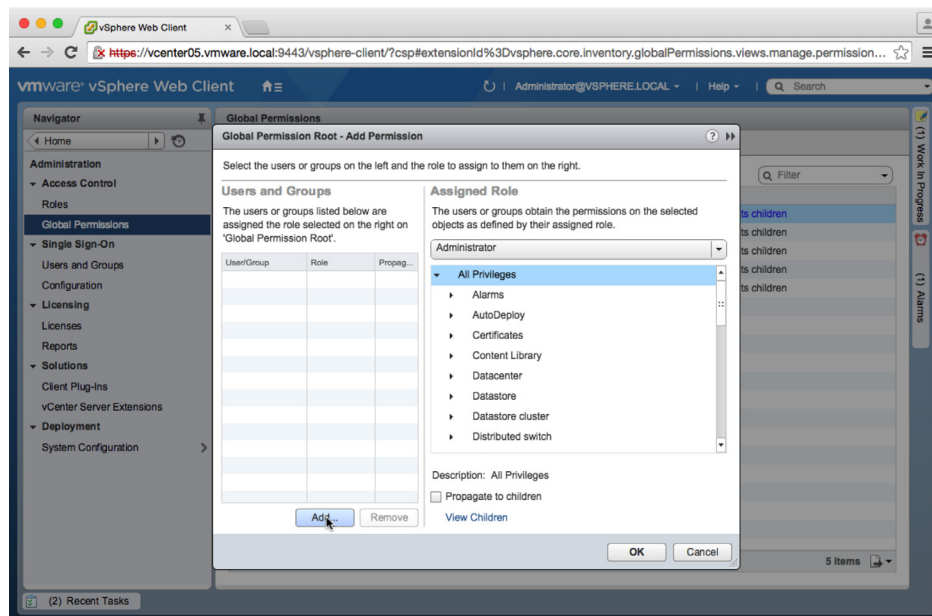 vSphere Web Client
https://vcenter05.vmware.local:9443/vsphere-client/?csp#extensionId%3Dvsphere.core.inventory.globalPermissions.views.manage.permission...
vmware® vSphere Web Client
Administrator@VSPHERE.LOCAL
Help
Search
Navigator
Home
Administration
Access Control
Roles
Global Permissions
Single Sign-On
Users and Groups
Configuration
Licensing
Licenses
Reports
Solutions
Client Plug-Ins
vCenter Server Extensions
Deployment
System Configuration
Global Permissions
Global Permission Root - Add Permission
?
Select the users or groups on the left and the role to assign to them on the right.
Users and Groups
The users or groups listed below are
assigned the role selected on the right on
'Global Permission Root'.
User/Group Role Propag...
Add...
Remove
Assigned Role
The users or groups obtain the permissions on the selected
objects as defined by their assigned role.
Administrator
All Privileges
Alarms
AutoDeploy
Certificates
Content Library
Datacenter
Datastore
Datastore cluster
Distributed switch
Description: All Privileges
Propagate to children
View Children
OK
Cancel
Filter
ts children
ts children
ts children
ts children
ts children
5 items
(1) Work In Progress
(1) Alarms
(2) Recent Tasks